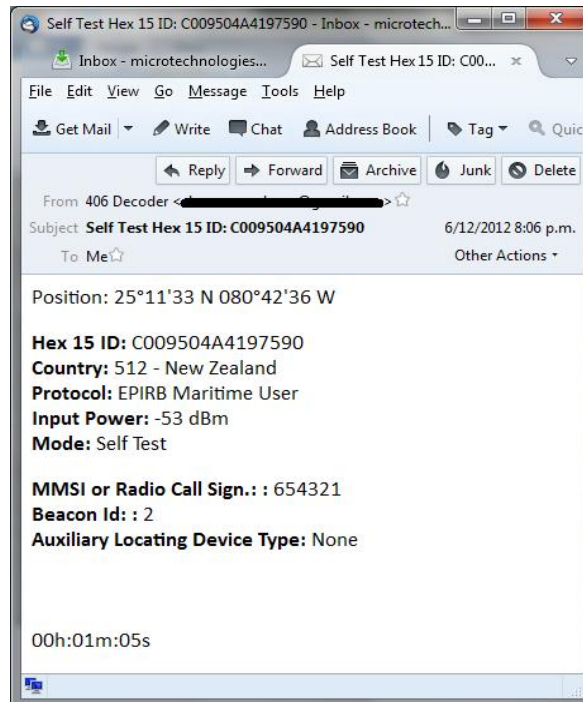 Self Test Hex 15 ID: C009504A4197590 - Inbox - microtech...
Inbox - microtechnologies... Self Test Hex 15 ID: C00...
File Edit View Go Message Tools Help
Get Mail Write Chat Address Book Tag Quic
Reply Forward Archive Junk Delete
From 406 Decoder < >
Subject Self Test Hex 15 ID: C009504A4197590 6/12/2012 8:06 p.m.
To Me Other Actions
Position: 25°11'33 N 080°42'36 W
Hex 15 ID: C009504A4197590
Country: 512 - New Zealand
Protocol: EPIRB Maritime User
Input Power: -53 dBm
Mode: Self Test
MMSI or Radio Call Sign.: : 654321
Beacon Id: : 2
Auxiliary Locating Device Type: None
00h:01m:05s